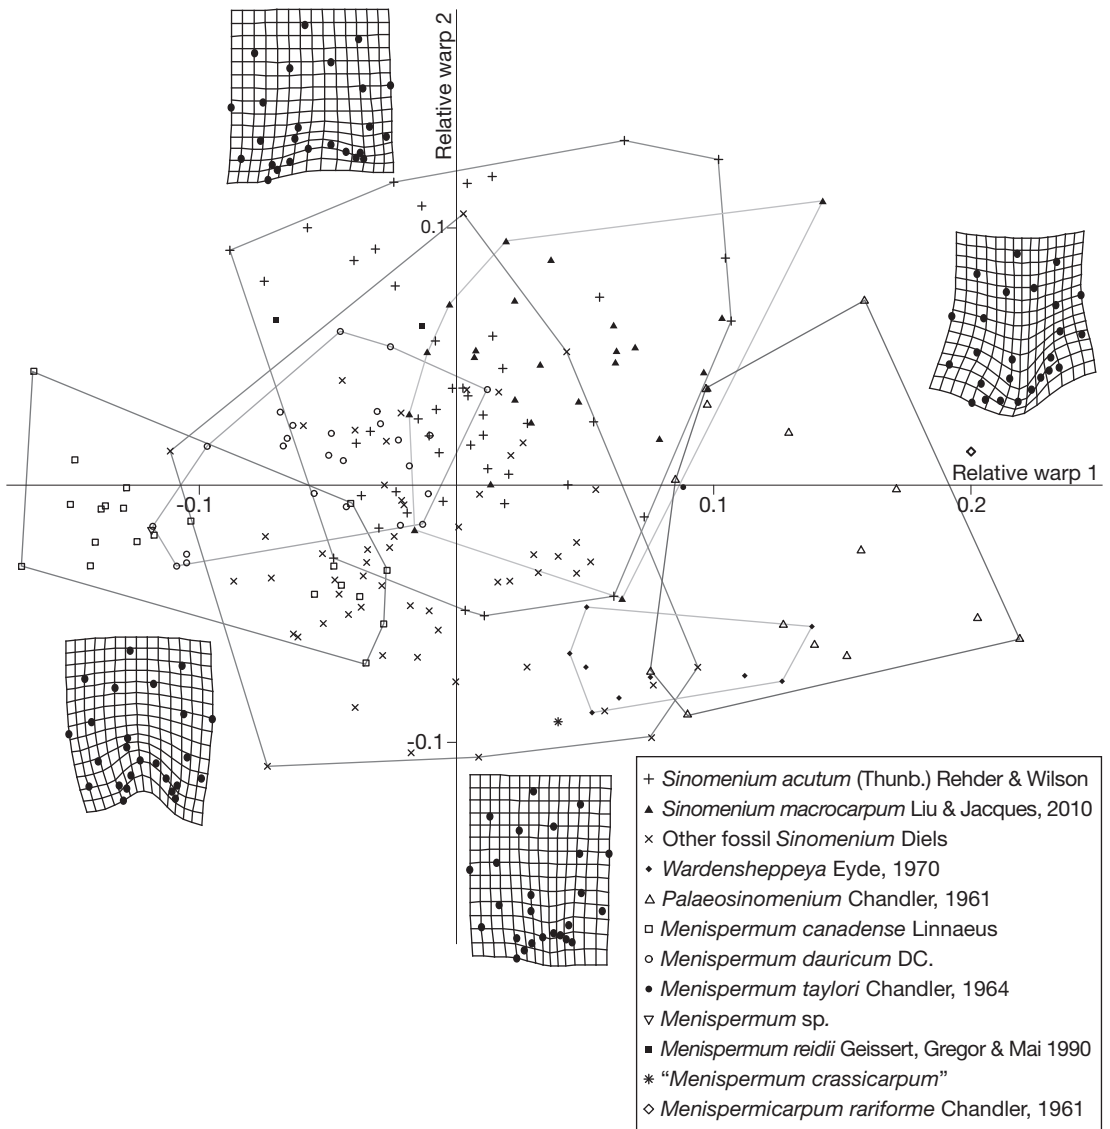 Relative warp 2
0.1
Relative warp 1
-0.1
0.1
0.2
-0.1
Sinomenium acutum (Thunb.) Rehder & Wilson
Sinomenium macrocarpum Liu & Jacques, 2010
Other fossil Sinomenium Diels
Wardensheppeya Eyde, 1970
Palaeosinomenium Chandler, 1961
Menispermum canadense Linnaeus
Menispermum dauricum DC.
Menispermum taylori Chandler, 1964
Menispermum sp.
Menispermum reidii Geissert, Gregor & Mai 1990
“Menispermum crassicarpum”
Menispermicarpum rariforme Chandler, 1961